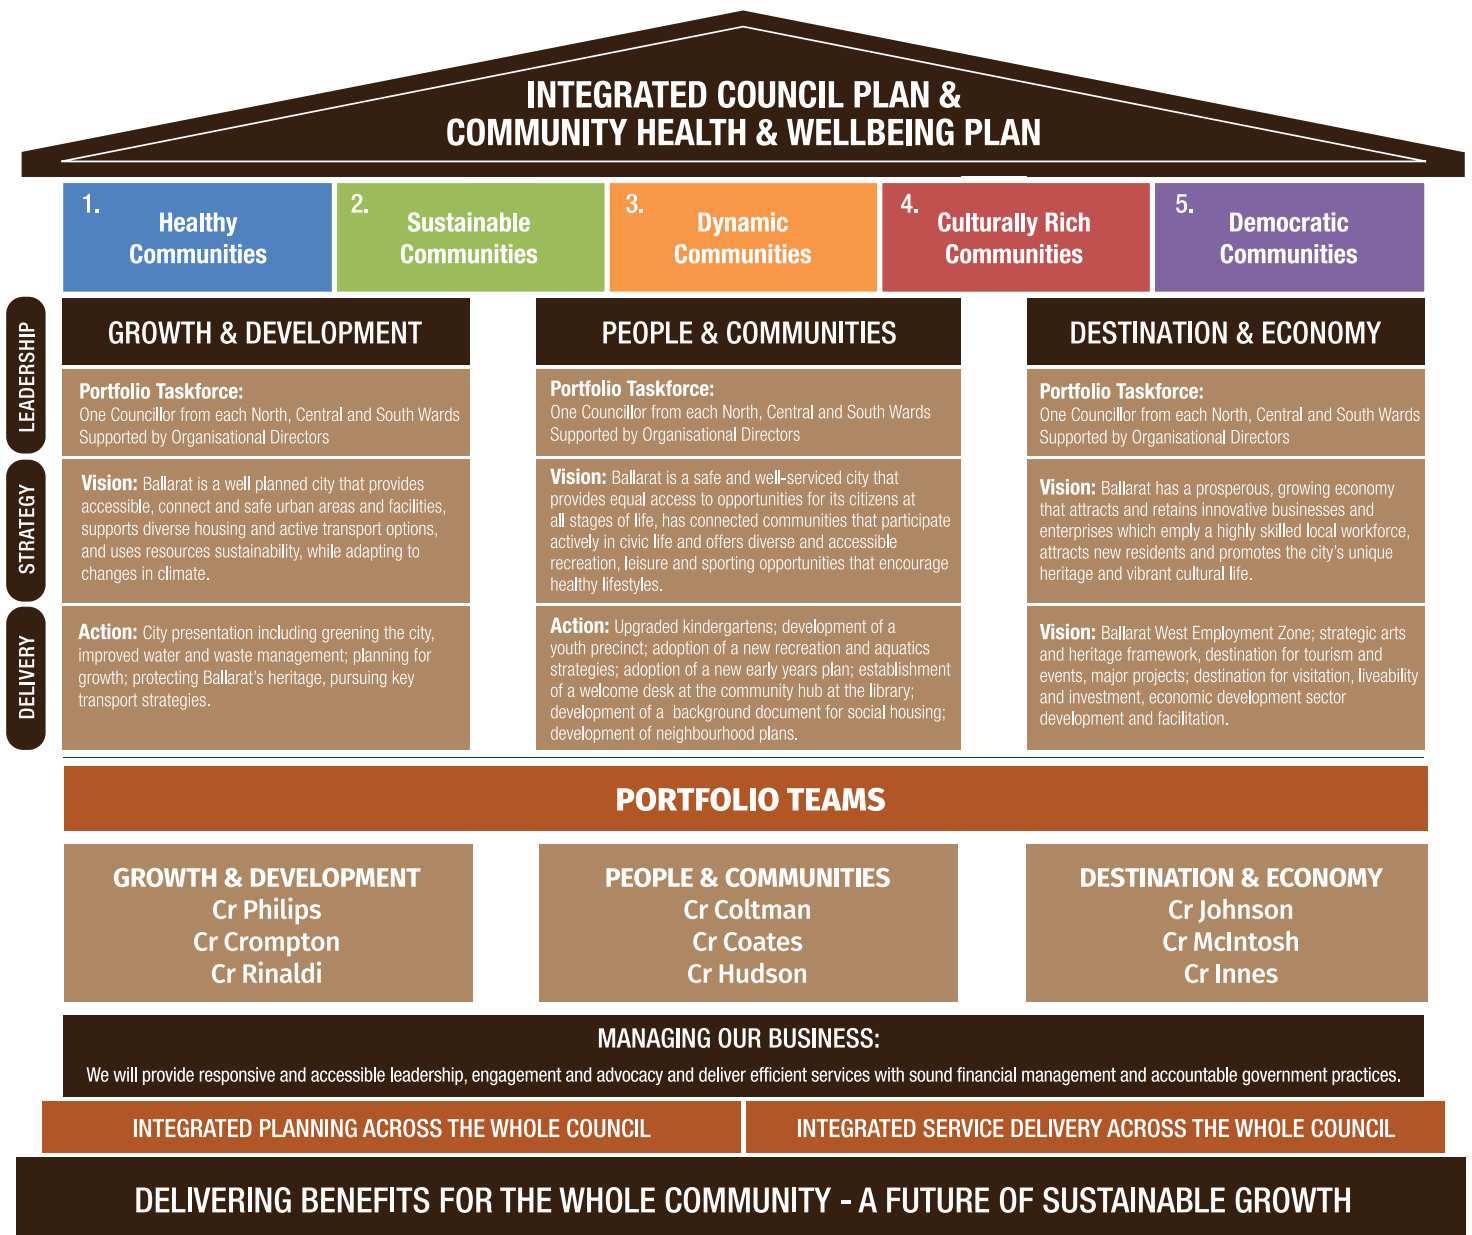 INTEGRATED COUNCIL PLAN &
COMMUNITY HEALTH & WELLBEING PLAN
1.
Healthy
Communities
2.
Sustainable
Communities
3.
Dynamic
Communities
4.
Culturally Rich
Communities
5.
Democratic
Communities
LEADERSHIP
GROWTH & DEVELOPMENT
Portfolio Taskforce:
One Councillor from each North, Central and South Wards
Supported by Organisational Directors
PEOPLE & COMMUNITIES
Portfolio Taskforce:
One Councillor from each North, Central and South Wards
Supported by Organisational Directors
DESTINATION & ECONOMY
Portfolio Taskforce:
One Councillor from each North, Central and South Wards
Supported by Organisational Directors
STRATEGY
Vision: Ballarat is a well planned city that provides
accessible, connect and safe urban areas and facilities,
supports diverse housing and active transport options,
and uses resources sustainability, while adapting to
changes in climate.
Vision: Ballarat is a safe and well-serviced city that
provides equal access to opportunities for its citizens at
all stages of life, has connected communities that participate
actively in civic life and offers diverse and accessible
recreation, leisure and sporting opportunities that encourage
healthy lifestyles.
Vision: Ballarat has a prosperous, growing economy
that attracts and retains innovative businesses and
enterprises which emply a highly skilled local workforce,
attracts new residents and promotes the city's unique
heritage and vibrant cultural life.
DELIVERY
Action: City presentation including greening the city,
improved water and waste management; planning for
growth; protecting Ballarat's heritage, pursuing key
transport strategies.
Action: Upgraded kindergartens; development of a
youth precinct; adoption of a new recreation and aquatics
strategies; adoption of a new early years plan; establishment
of a welcome desk at the community hub at the library;
development of a background document for social housing;
development of neighbourhood plans.
Vision: Ballarat West Employment Zone; strategic arts
and heritage framework, destination for tourism and
events, major projects; destination for visitation, liveability
and investment, economic development sector
development and facilitation.
PORTFOLIO TEAMS
GROWTH & DEVELOPMENT
Cr Philips
Cr Crompton
Cr Rinaldi
PEOPLE & COMMUNITIES
Cr Coltman
Cr Coates
Cr Hudson
DESTINATION & ECONOMY
Cr Johnson
Cr McIntosh
Cr Innes
MANAGING OUR BUSINESS:
We will provide responsive and accessible leadership, engagement and advocacy and deliver efficient services with sound financial management and accountable government practices.
INTEGRATED PLANNING ACROSS THE WHOLE COUNCIL
INTEGRATED SERVICE DELIVERY ACROSS THE WHOLE COUNCIL
DELIVERING BENEFITS FOR THE WHOLE COMMUNITY - A FUTURE OF SUSTAINABLE GROWTH